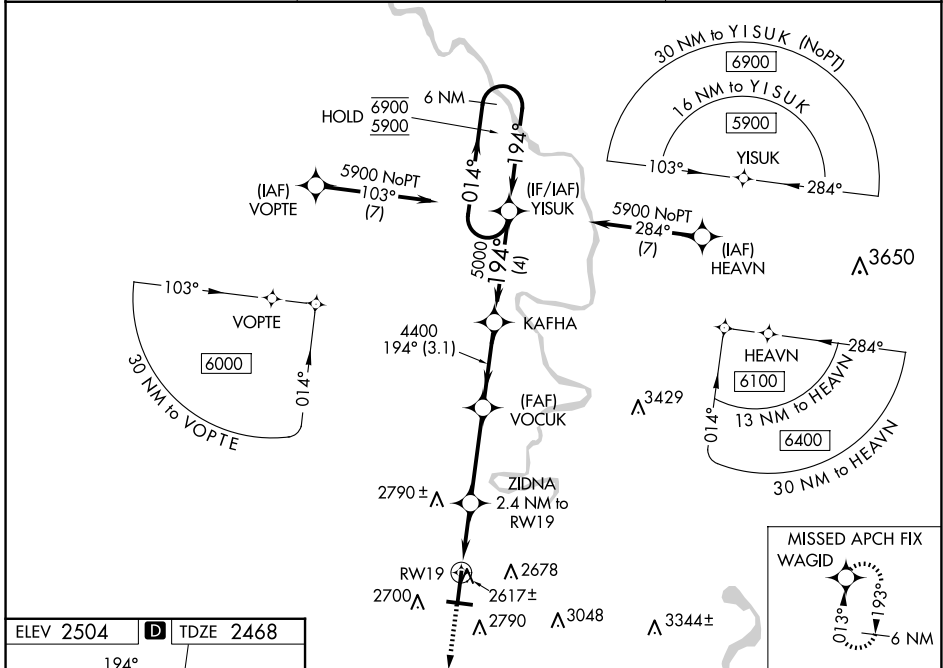 30 NM to YISUK (NoPT)
6900
16 NM to YISUK
5900
YISUK
103°
284°
HOLD 6900
5900
6 NM
194°
014°
(IAF)
VOPTE
5900 NoPT
103°
(7)
(IF/IAF)
YISUK
5900 NoPT
284°
(7)
(IAF)
HEAVN
3650
5000
194°
(4)
KAFHA
4400
194° (3.1)
(FAF)
VOCUK
103°
VOPTE
6000
014°
30 NM to VOPTE
HEAVN
284°
6100
014°
13 NM to HEAVN
6400
30 NM to HEAVN
3429
2790±
ZIDNA
2.4 NM to
RW19
RW19
2678
2617±
2700
2790
3048
3344±
MISSED APCH FIX
WAGID
013°
193°
6 NM
ELEV 2504 D TDZE 2468
194°